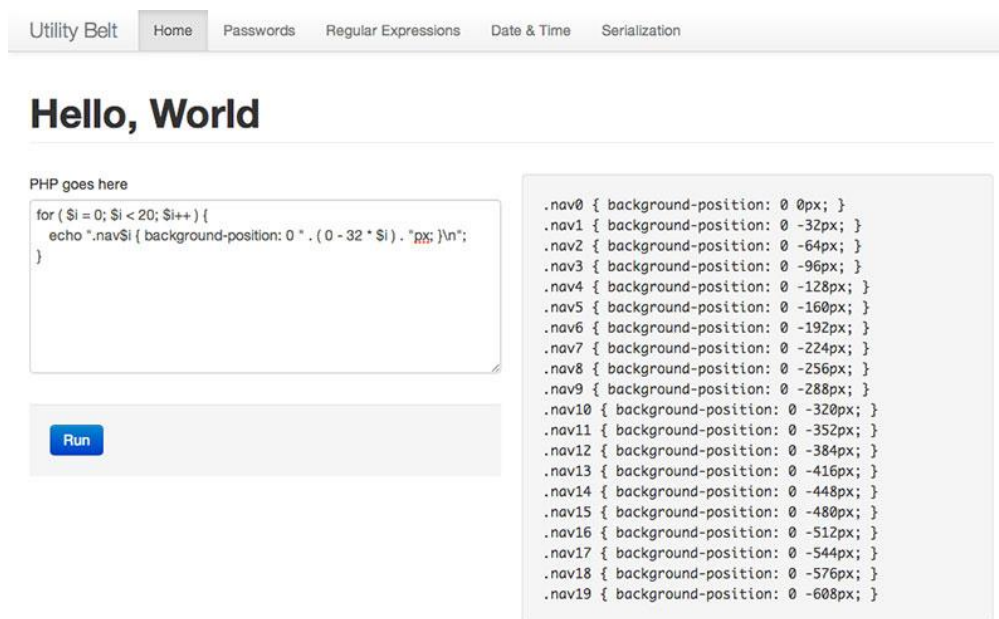 Utility Belt Home Passwords Regular Expressions Date & Time Serialization
Hello, World
PHP goes here
for ( $i = 0; $i < 20; $i++ ) {
echo ".nav$i { background-position: 0 " . ( 0 - 32 * $i ) . "px; }\n";
}
Run
.nav0 { background-position: 0 0px; }
.nav1 { background-position: 0 -32px; }
.nav2 { background-position: 0 -64px; }
.nav3 { background-position: 0 -96px; }
.nav4 { background-position: 0 -128px; }
.nav5 { background-position: 0 -160px; }
.nav6 { background-position: 0 -192px; }
.nav7 { background-position: 0 -224px; }
.nav8 { background-position: 0 -256px; }
.nav9 { background-position: 0 -288px; }
.nav10 { background-position: 0 -320px; }
.nav11 { background-position: 0 -352px; }
.nav12 { background-position: 0 -384px; }
.nav13 { background-position: 0 -416px; }
.nav14 { background-position: 0 -448px; }
.nav15 { background-position: 0 -480px; }
.nav16 { background-position: 0 -512px; }
.nav17 { background-position: 0 -544px; }
.nav18 { background-position: 0 -576px; }
.nav19 { background-position: 0 -608px; }